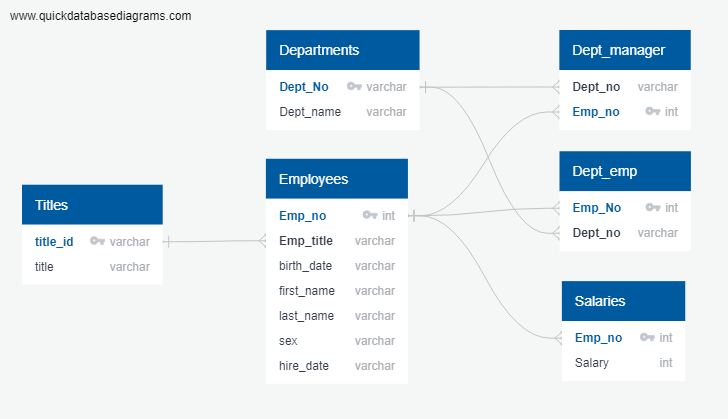 www.quickdatabasediagrams.com
Departments
Dept_No varchar
Dept_name varchar
Dept_manager
Dept_no varchar
Emp_no int
Titles
title_id varchar
title varchar
Employees
Emp_no int
Emp_title varchar
birth_date varchar
first_name varchar
last_name varchar
sex varchar
hire_date varchar
Dept_emp
Emp_No int
Dept_no varchar
Salaries
Emp_no int
Salary int